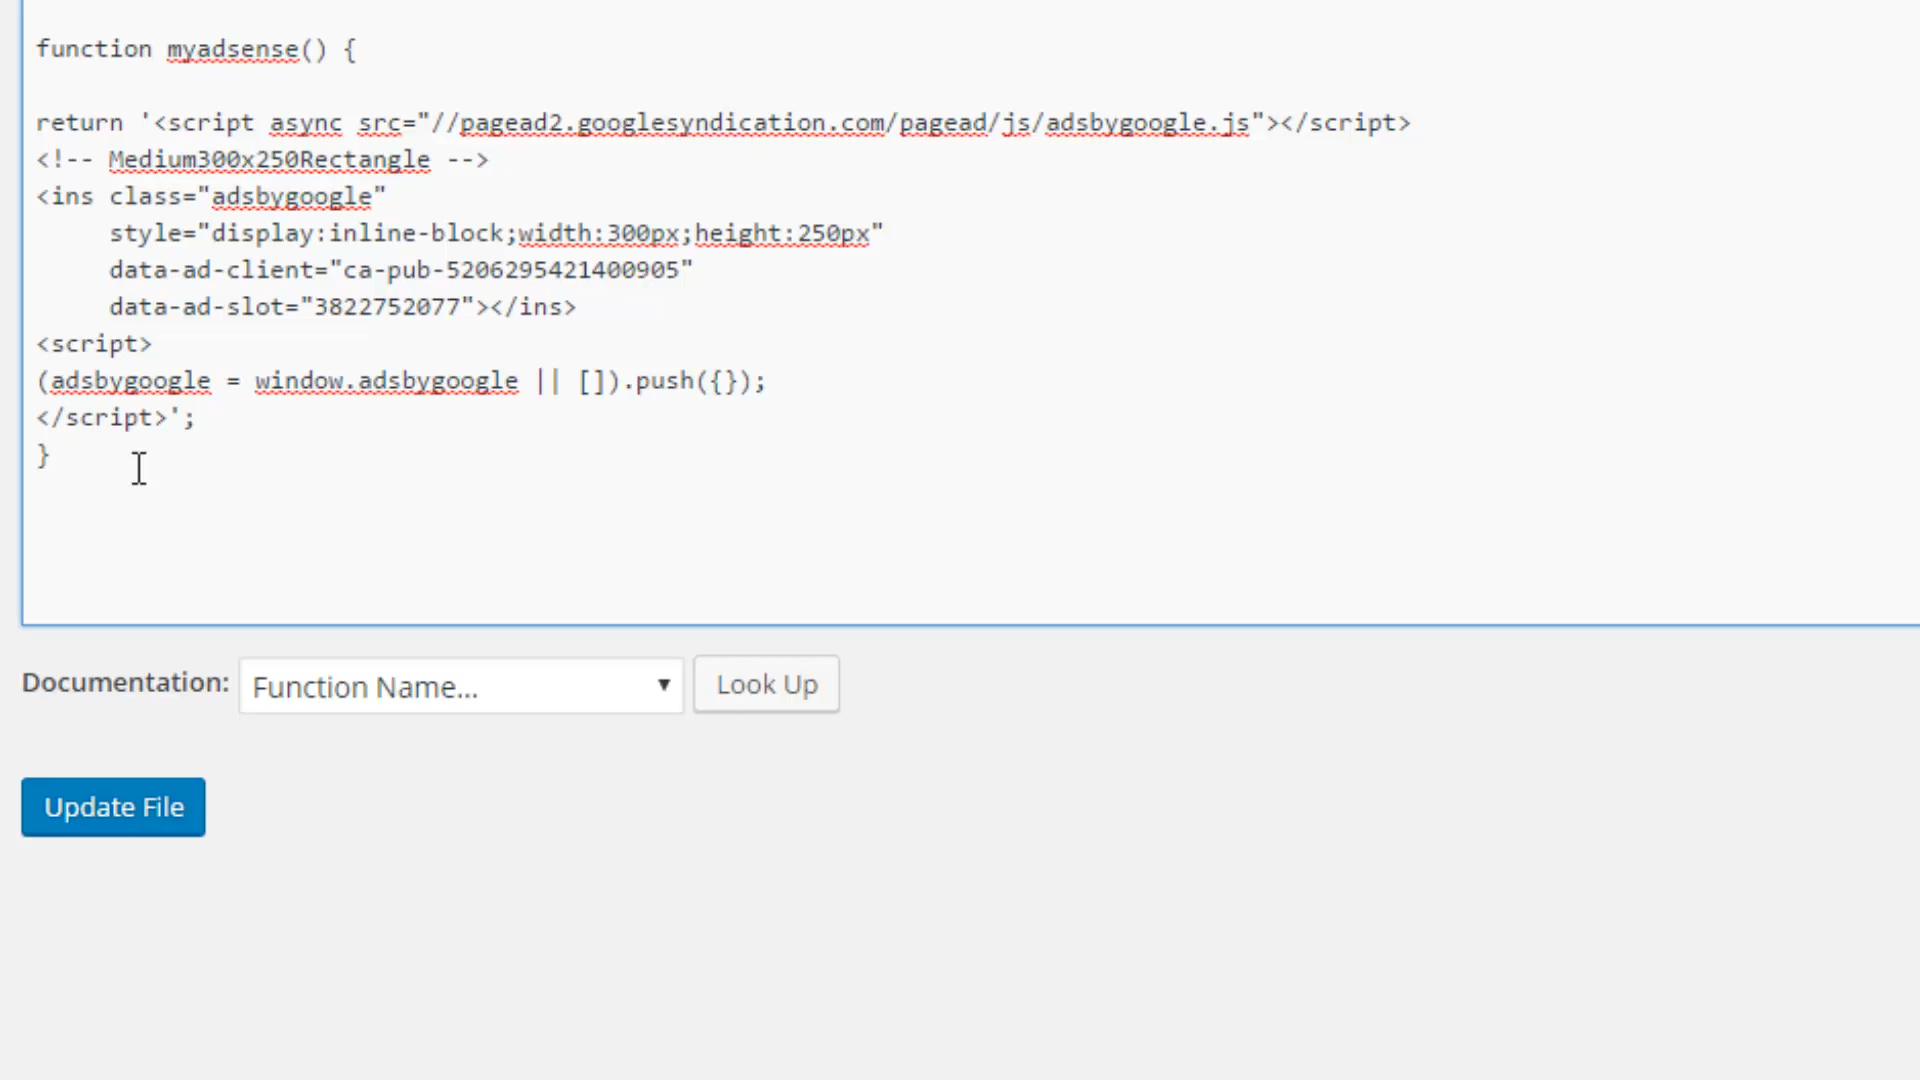 function myadsense() {
return '<script async src="//pagead2.googlesyndication.com/pagead/js/adsbygoogle.js"></script>
<!-- Medium300x250Rectangle -->
<ins class="adsbygoogle"
style="display:inline-block;width:300px;height:250px"
data-ad-client="ca-pub-5206295421400905"
data-ad-slot="3822752077"></ins>
<script>
(adsbygoogle = window.adsbygoogle || []).push({});
</script>';
}
Documentation: Function Name... Look Up
Update File